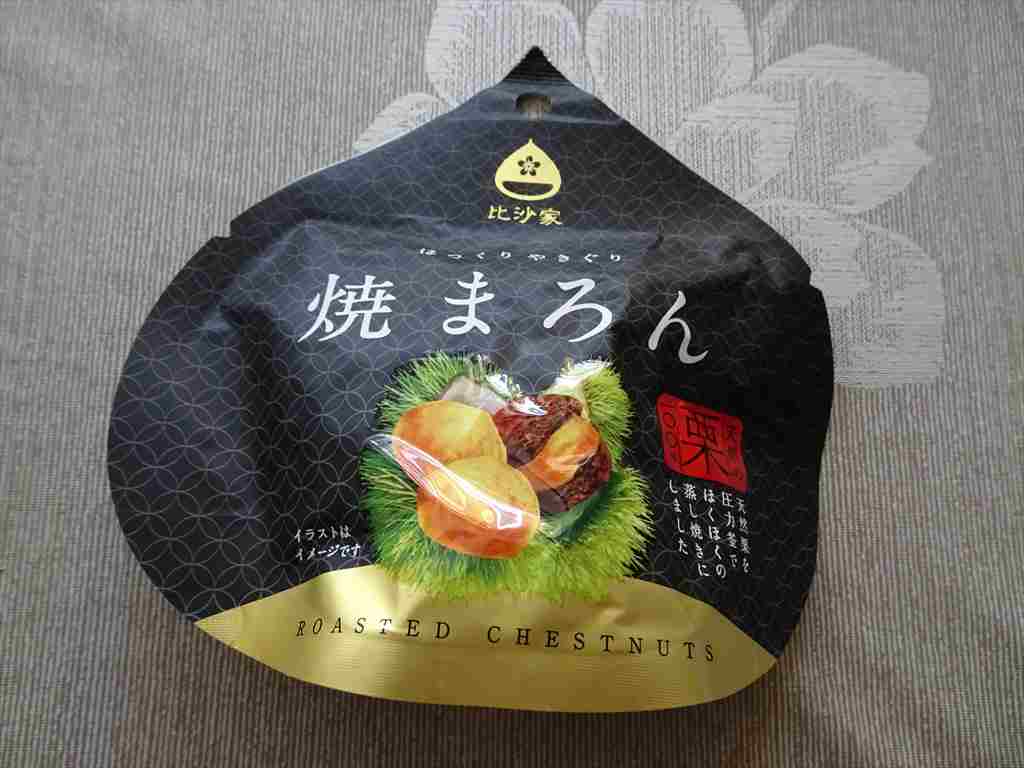 比沙家
ほっくりやきぐり
焼まろん
栗
天然栗を
圧力釜で
ほくほくの
蒸し焼きに
しました
イラストは
イメージです
ROASTED CHESTNUTS